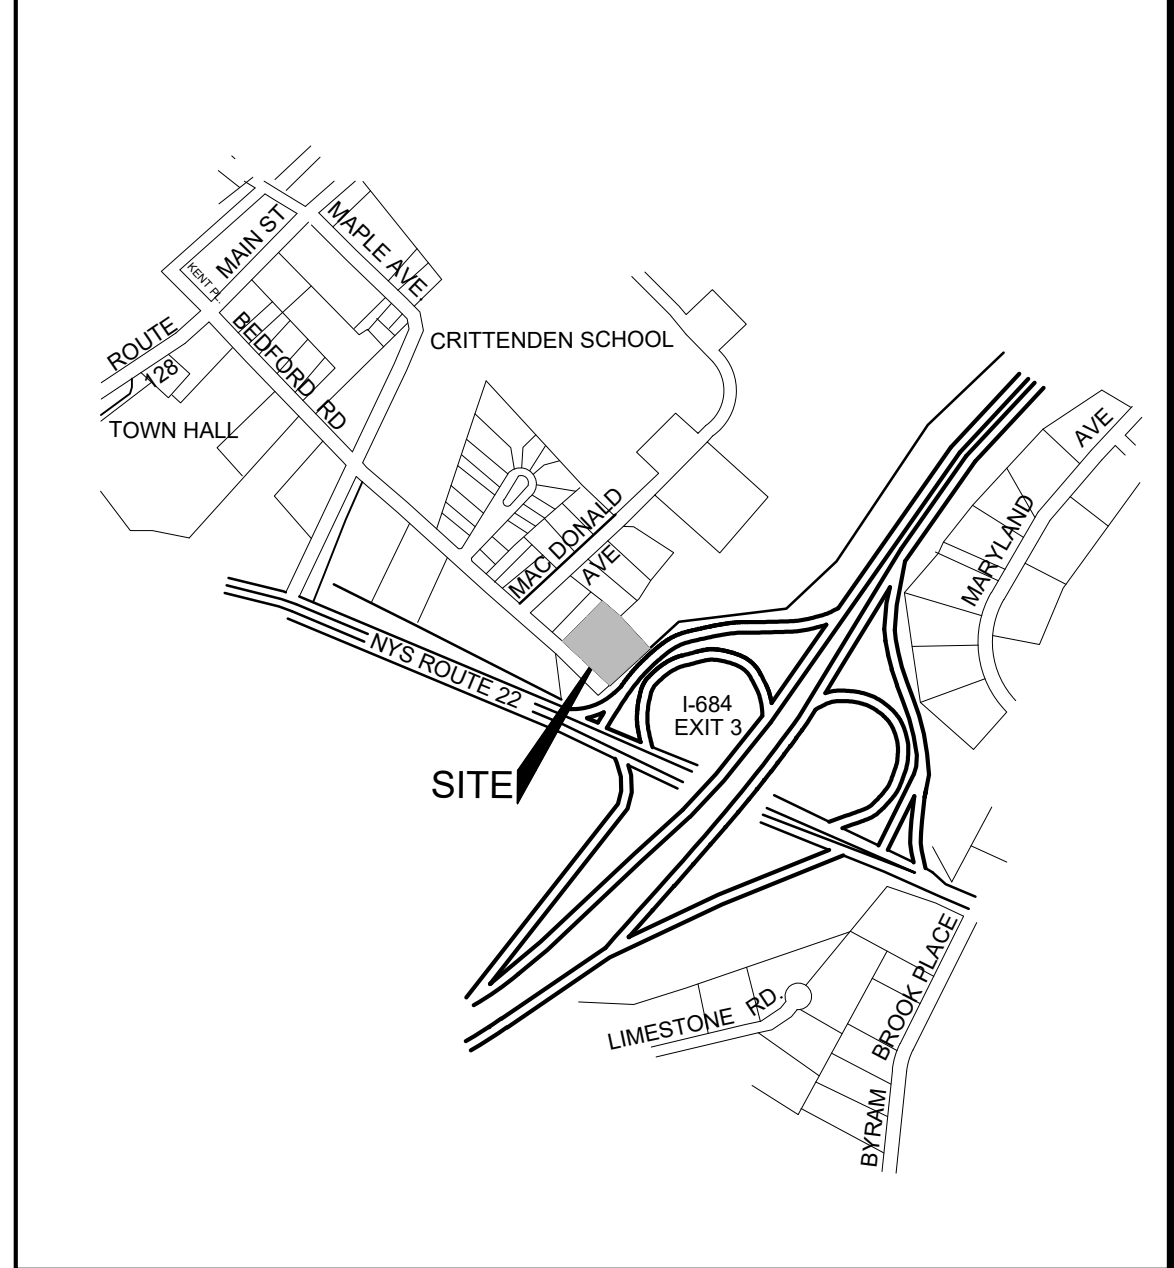 MAIN ST
MAPLE AVE
KENT PL.
ROUTE
128
BEDFORD RD
CRITTENDEN SCHOOL
TOWN HALL
AVE
MARYLAND
MAC DONALD
AVE
NYS ROUTE 22
I-684
EXIT 3
SITE
LIMESTONE RD.
BYRAM BROOK PLACE